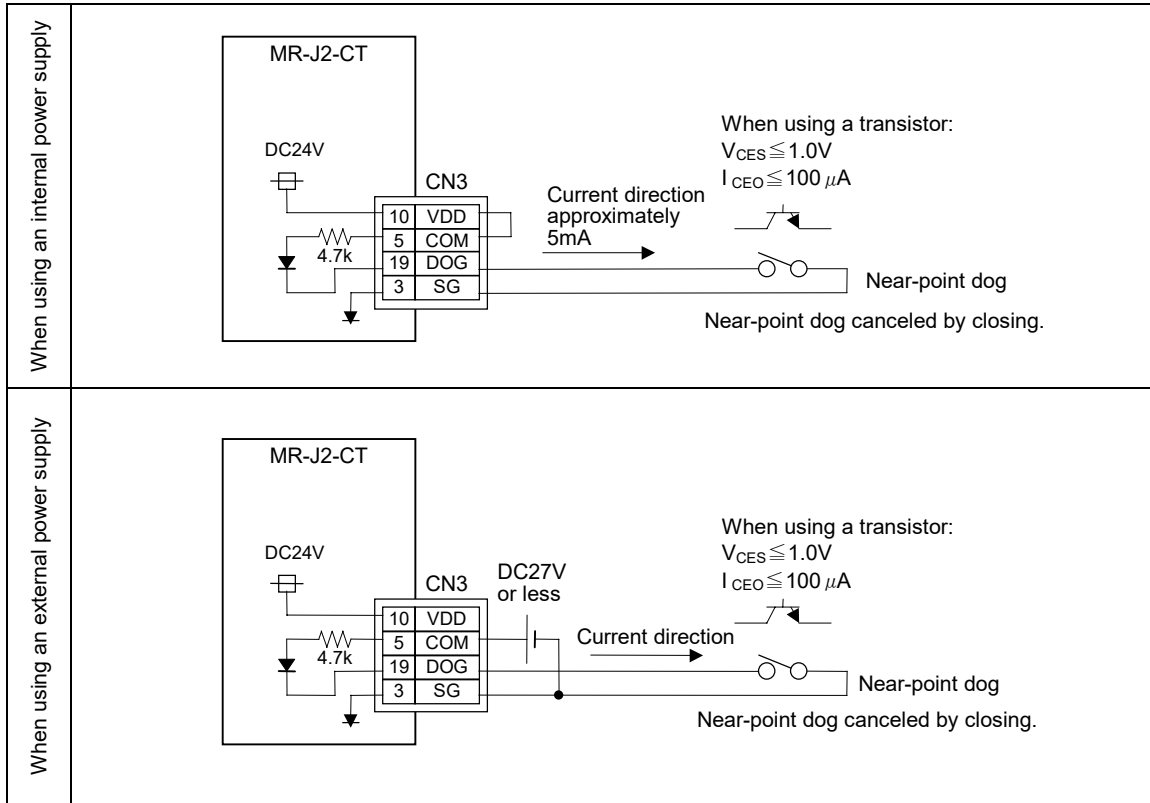 When using an internal power supply
MR-J2-CT
When using a transistor:
VCES≦1.0V
ICEO≦100 μA
DC24V
CN3
Current direction
approximately
5mA
10 VDD
5 COM
4.7k
19 DOG
3 SG
Near-point dog
Near-point dog canceled by closing.
When using an external power supply
MR-J2-CT
When using a transistor:
VCES≦1.0V
ICEO≦100 μA
DC24V
CN3
DC27V
or less
10 VDD
5 COM
Current direction
4.7k
19 DOG
3 SG
Near-point dog
Near-point dog canceled by closing.